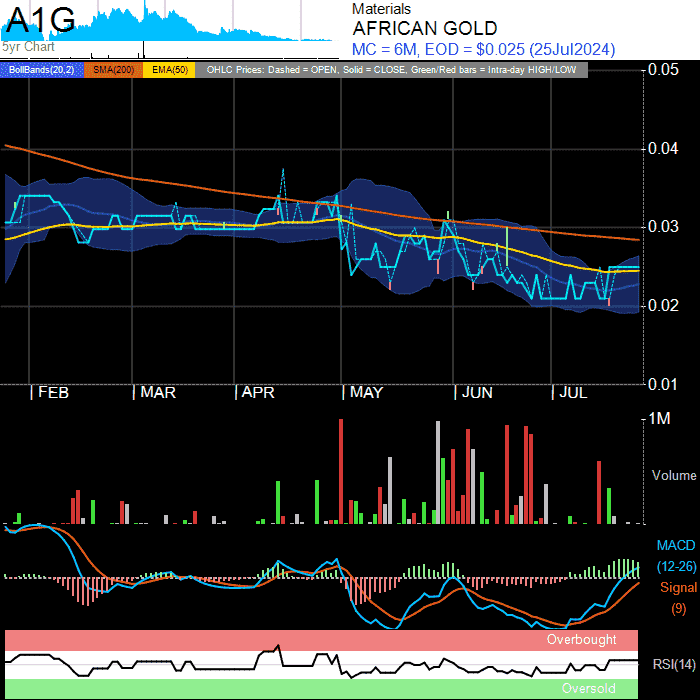 A1G
5yr Chart
Materials
AFRICAN GOLD
MC = 6M, EOD = $0.025 (25Jul2024)
BollBands(20,2) SMA(200) EMA(50) OHLC Prices: Dashed = OPEN, Solid = CLOSE, Green/Red bars = Intra-day HIGH/LOW
0.05
0.04
0.03
0.02
0.01
| FEB | MAR | APR | MAY | JUN | JUL
1M
Volume
MACD
(12-26)
Signal
(9)
Overbought
RSI(14)
Oversold